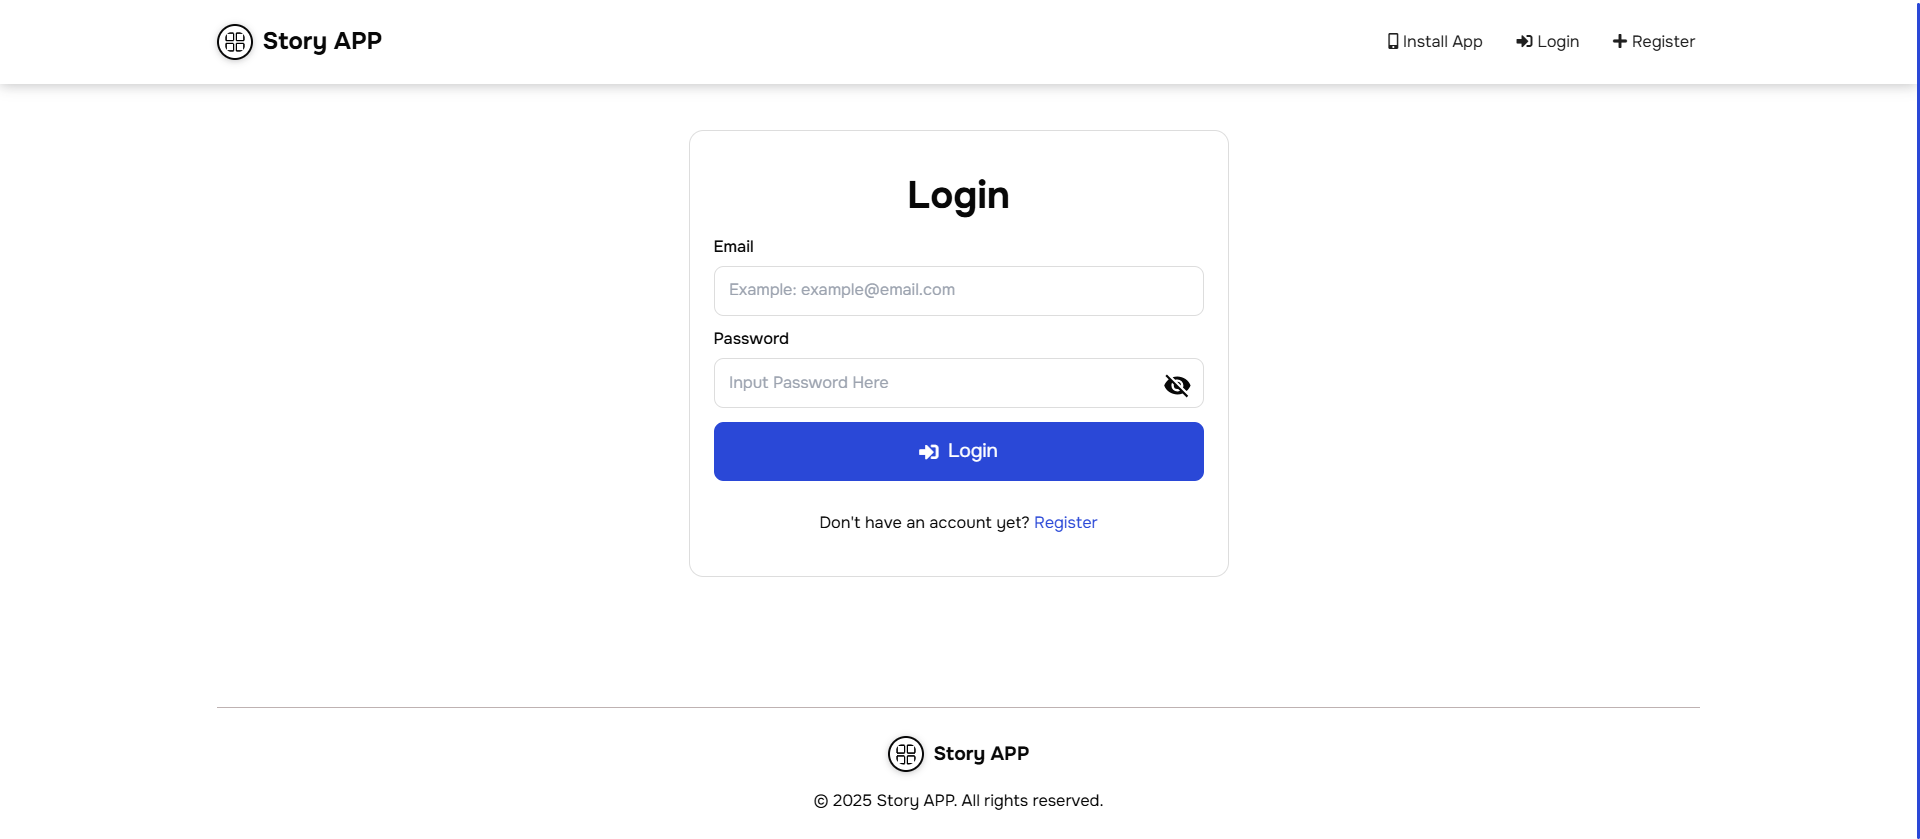 Story APP
Install App
Login
Register
Login
Email
Example: example@email.com
Password
Input Password Here
Login
Don't have an account yet? Register
Story APP
© 2025 Story APP. All rights reserved.